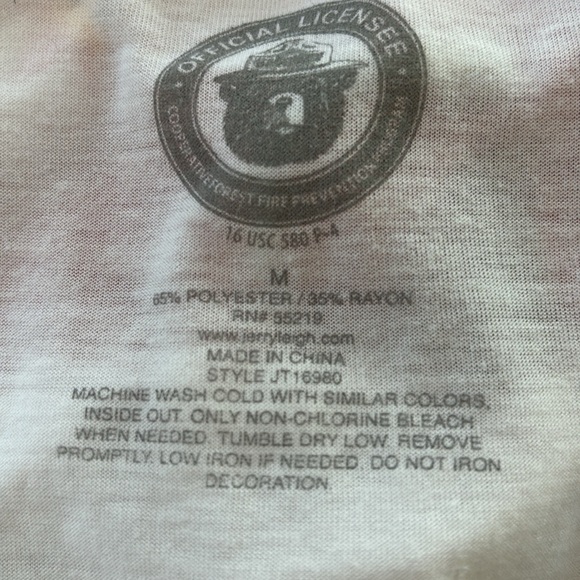 OFFICIAL LICENSEE
COOPERATIVE FOREST FIRE PREVENTION PROGRAM
16 USC 580 P-4
M
65% POLYESTER / 35% RAYON
RN# 55219
www.jerryleigh.com
MADE IN CHINA
STYLE JT16980
MACHINE WASH COLD WITH SIMILAR COLORS,
INSIDE OUT. ONLY NON-CHLORINE BLEACH
WHEN NEEDED. TUMBLE DRY LOW. REMOVE
PROMPTLY. LOW IRON IF NEEDED. DO NOT IRON
DECORATION.